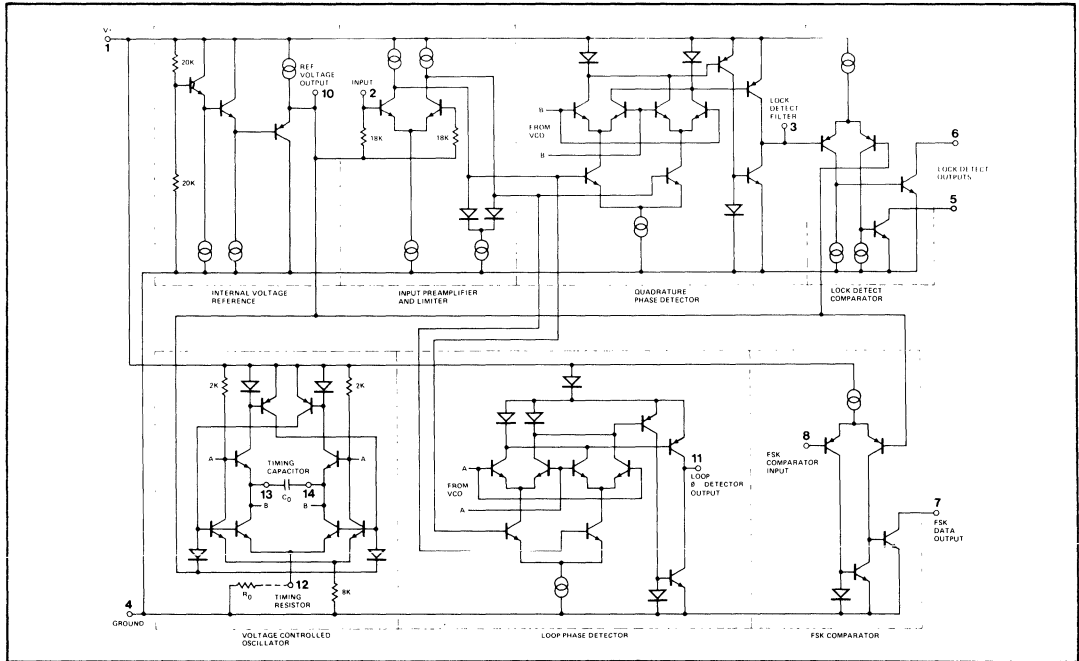 V+
1
20K
REF
VOLTAGE
OUTPUT
10
INPUT
2
18K
18K
B
FROM
VCO
B
LOCK
DETECT
FILTER
3
6
LOCK DETECT
OUTPUTS
5
20K
INTERNAL VOLTAGE
REFERENCE
INPUT PREAMPLIFIER
AND LIMITER
QUADRATURE
PHASE DETECTOR
LOCK DETECT
COMPARATOR
2K
2K
A
A
TIMING
CAPACITOR
13
C0
14
B
B
A
FROM
VCO
A
11
LOOP
Ø DETECTOR
OUTPUT
8
FSK
COMPARATOR
INPUT
7
FSK
DATA
OUTPUT
R0
12
TIMING
RESISTOR
8K
4
GROUND
VOLTAGE CONTROLLED
OSCILLATOR
LOOP PHASE DETECTOR
FSK COMPARATOR